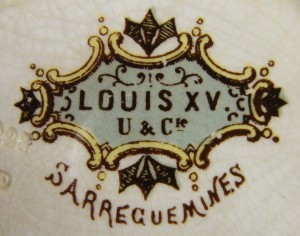 LOUIS XV.
U & Cie
SARREGUEMINES